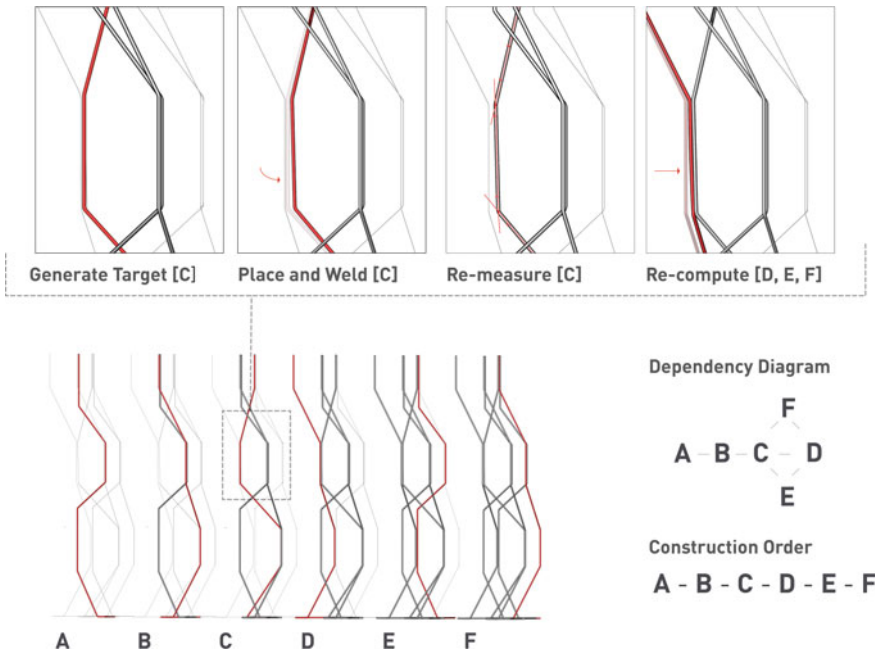 Generate Target [C]
Place and Weld [C]
Re-measure [C]
Re-compute [D, E, F]
Dependency Diagram
F
A - B - C - D
E
Construction Order
A - B - C - D - E - F
A B C D E F